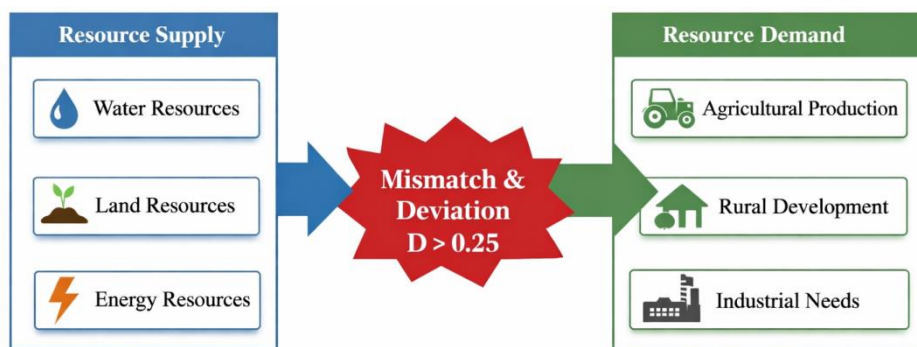 Resource Supply
Water Resources
Land Resources
Energy Resources
Mismatch &
Deviation
D > 0.25
Resource Demand
Agricultural Production
Rural Development
Industrial Needs